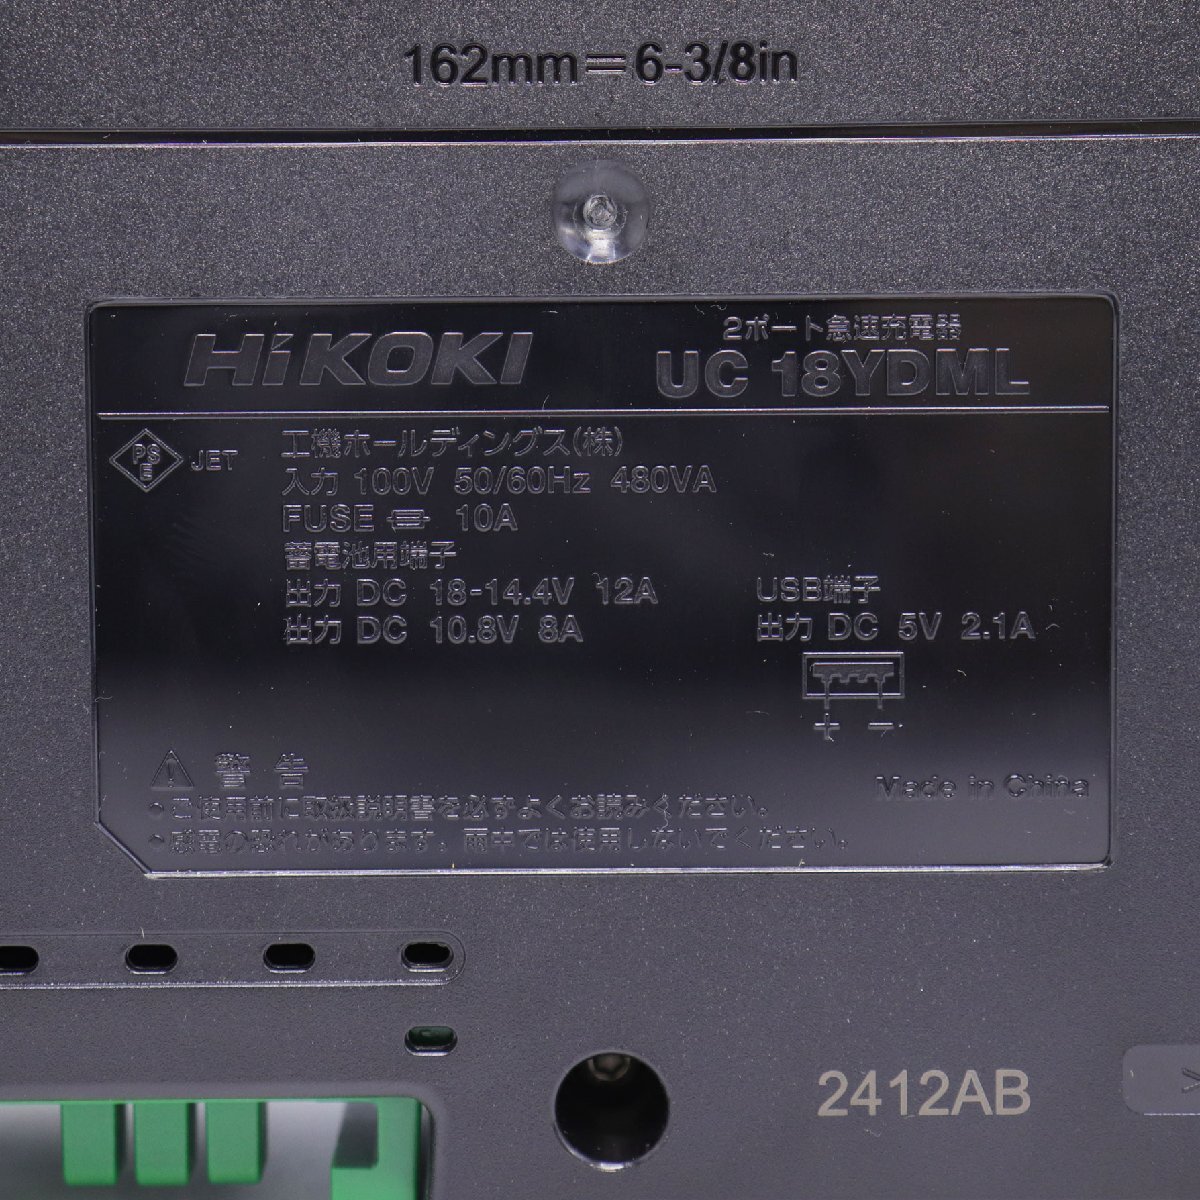 162mm=6-3/8in
HiKOKI
2ポート急速充電器
UC 18YDML
PSE JET
工機ホールディングス(株)
入力 100V 50/60Hz 480VA
FUSE 10A
蓄電池用端子
出力 DC 18-14.4V 12A
出力 DC 10.8V 8A
USB端子
出力 DC 5V 2.1A
+ -
警告
・ご使用前に取扱説明書を必ずよくお読みください。
・感電の恐れがあります。雨中では使用しないでください。
Made in China
2412AB